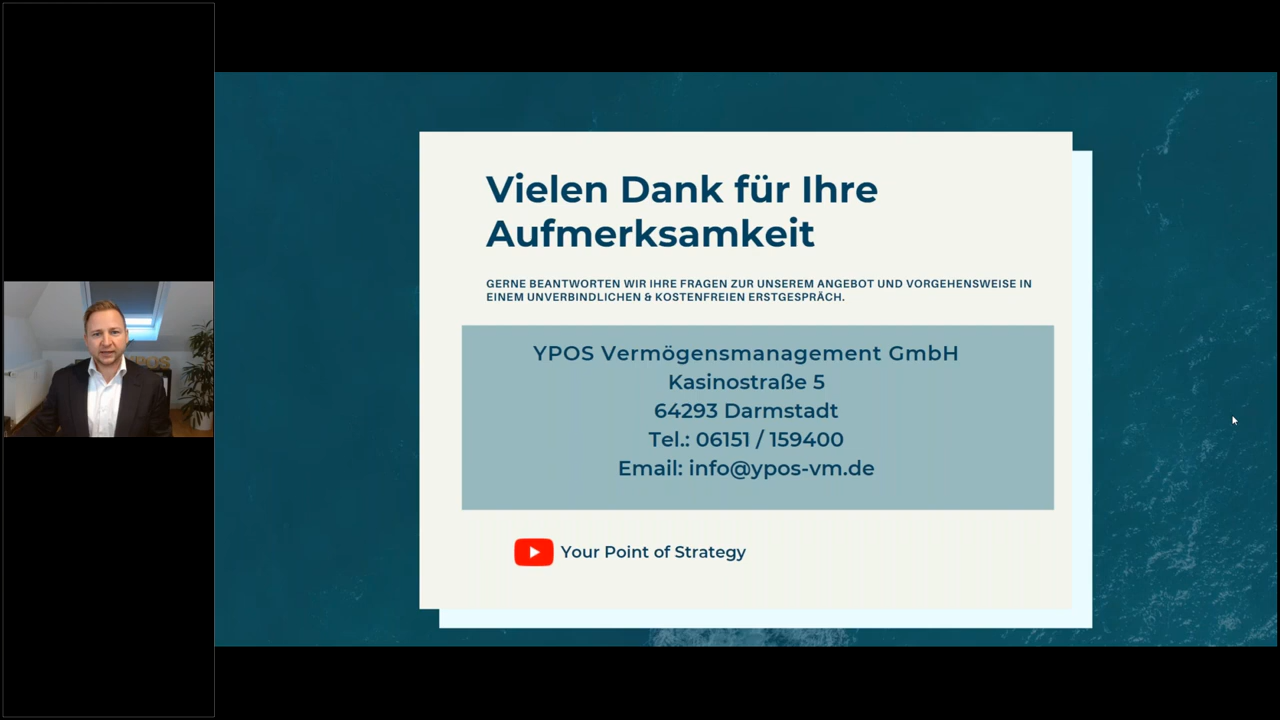 Vielen Dank für Ihre
Aufmerksamkeit
GERNE BEANTWORTEN WIR IHRE FRAGEN ZUR UNSEREM ANGEBOT UND VORGEHENSWEISE IN
EINEM UNVERBINDLICHEN & KOSTENFREIEN ERSTGESPRÄCH.
YPOS Vermögensmanagement GmbH
Kasinostraße 5
64293 Darmstadt
Tel.: 06151 / 159400
Email: info@ypos-vm.de
Your Point of Strategy